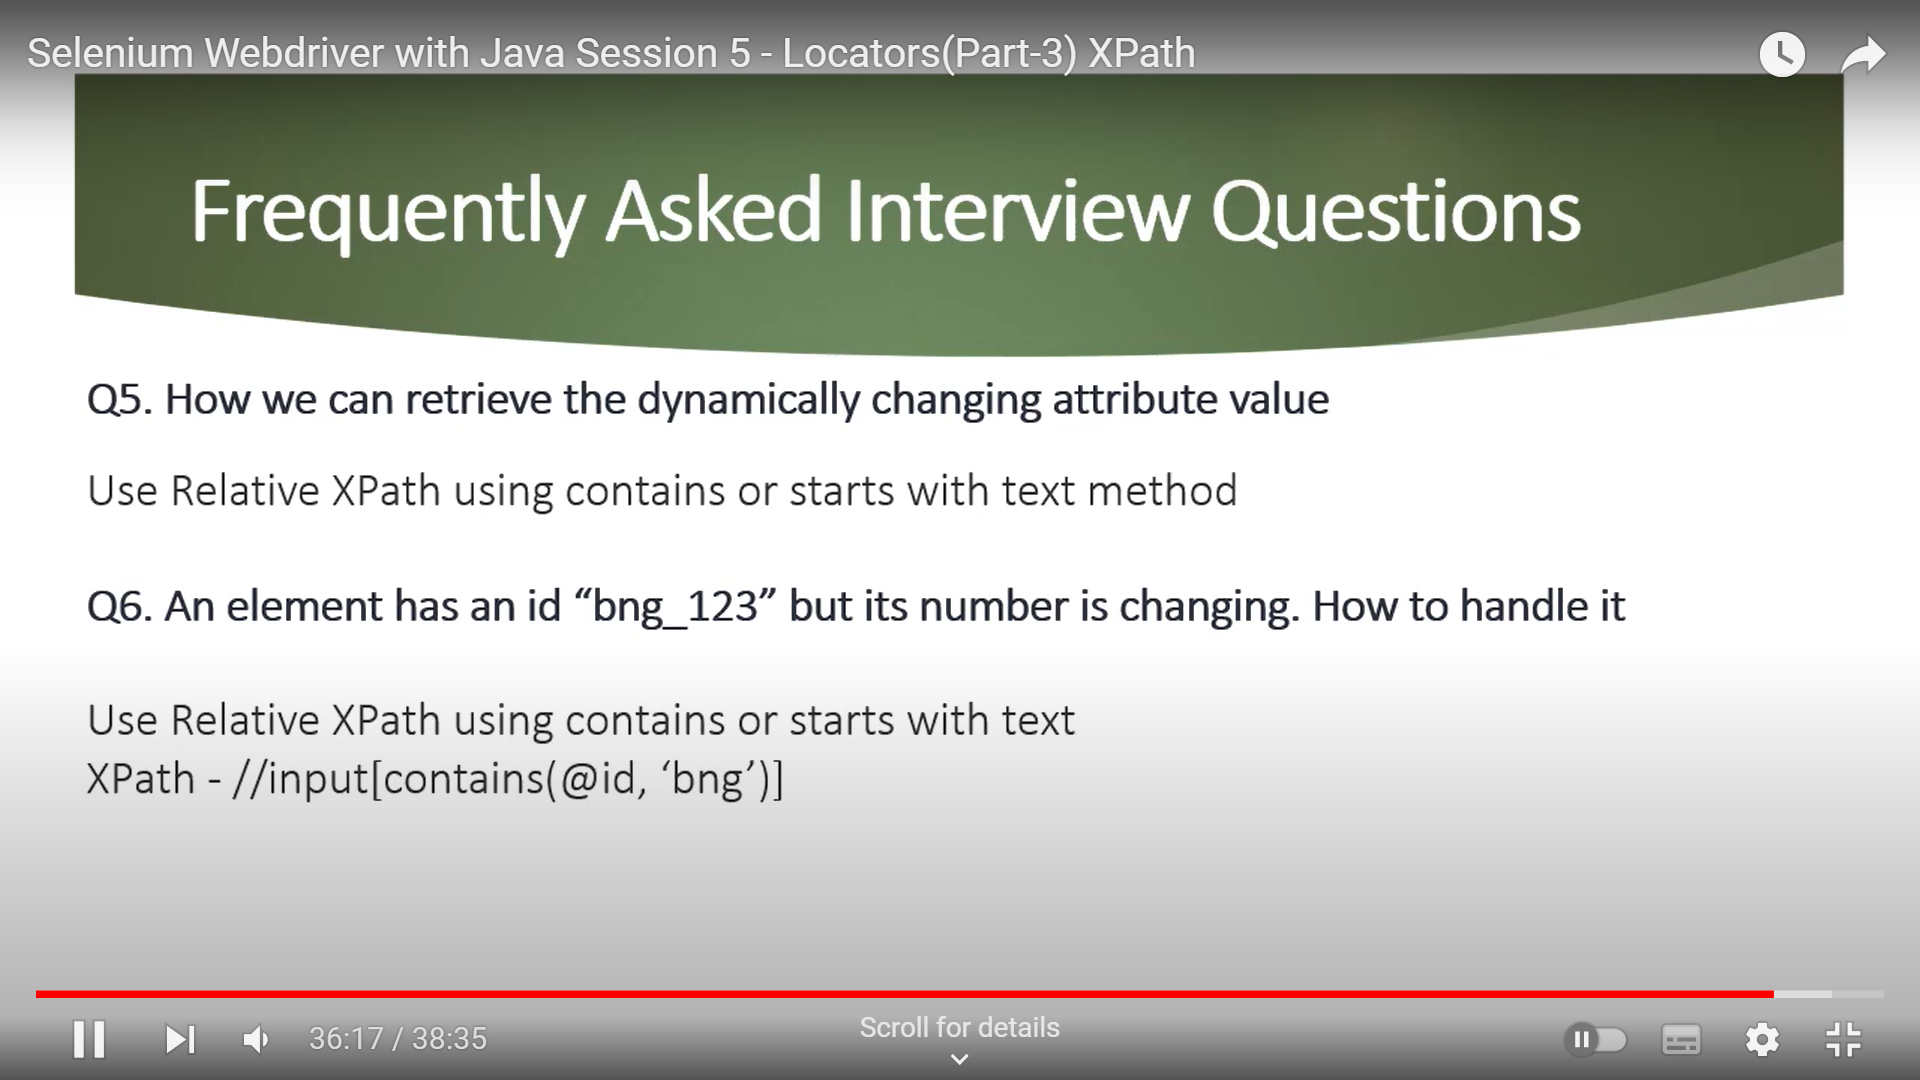 Selenium Webdriver with Java Session 5 - Locators(Part-3) XPath
Frequently Asked Interview Questions
Q5. How we can retrieve the dynamically changing attribute value
Use Relative XPath using contains or starts with text method
Q6. An element has an id “bng_123” but its number is changing. How to handle it
Use Relative XPath using contains or starts with text
XPath - //input[contains(@id, ‘bng’)]
36:17 / 38:35
Scroll for details